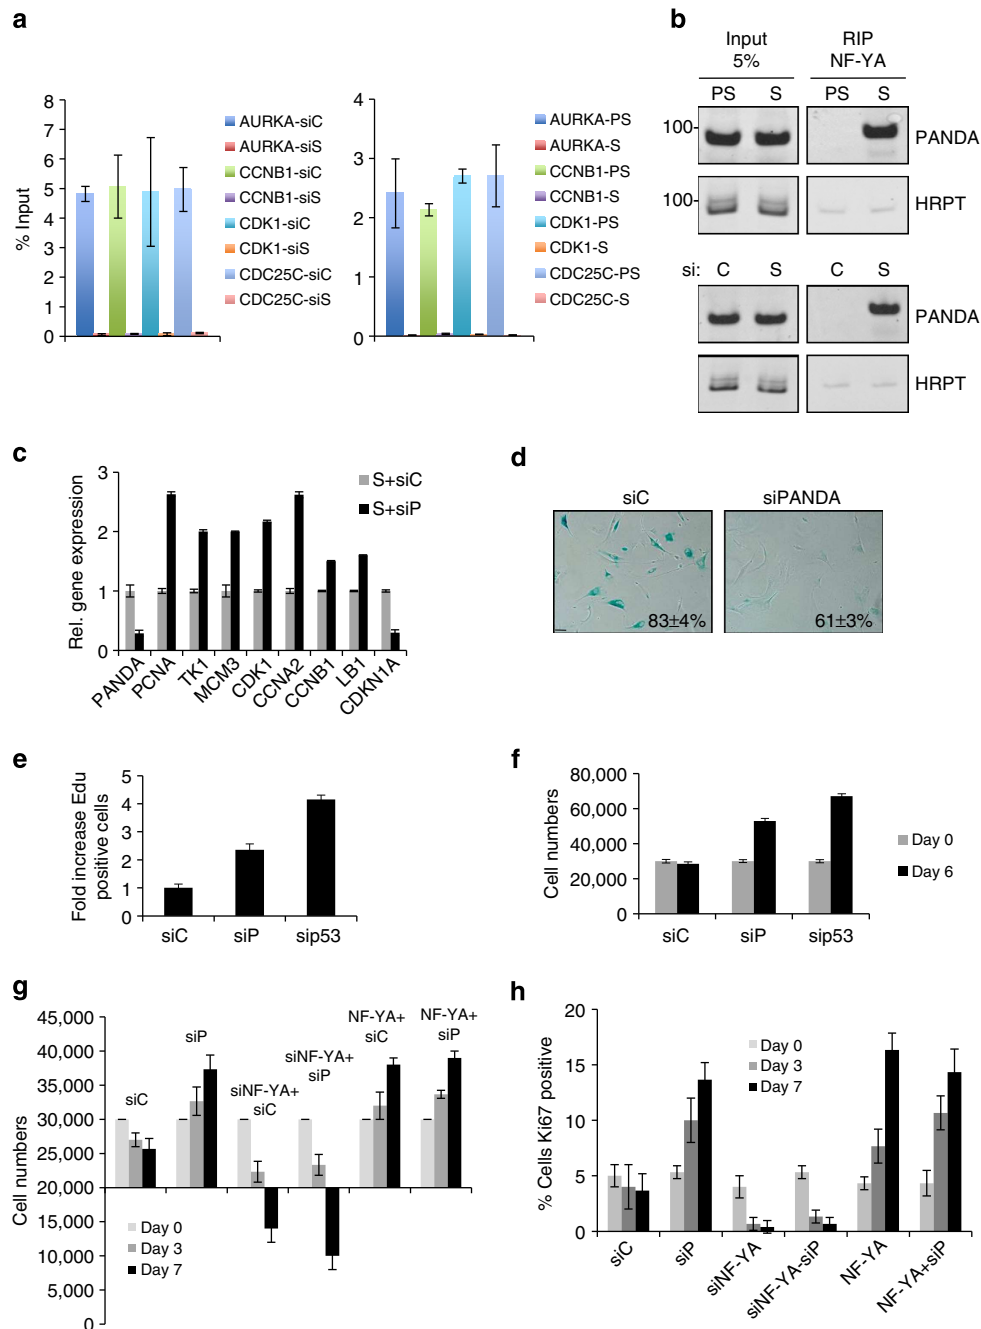 a
8
7
6
5
4
3
2
1
0
% Input
AURKA-siC
AURKA-siS
CCNB1-siC
CCNB1-siS
CDK1-siC
CDK1-siS
CDC25C-siC
CDC25C-siS
4
3
2
1
0
AURKA-PS
AURKA-S
CCNB1-PS
CCNB1-S
CDK1-PS
CDK1-S
CDC25C-PS
CDC25C-S
b
Input 5%
RIP NF-YA
PS S PS S
100
PANDA
100
HRPT
si: C S C S
PANDA
HRPT
c
3
2
1
0
Rel. gene expression
S+siC
S+siP
PANDA
PCNA
TK1
MCM3
CDK1
CCNA2
CCNB1
LB1
CDKN1A
d
siC
siPANDA
83±4%
61±3%
e
5
4
3
2
1
0
Fold increase Edu
positive cells
siC siP sip53
f
80,000
60,000
40,000
20,000
0
Cell numbers
Day 0
Day 6
siC siP sip53
g
45,000
40,000
35,000
30,000
25,000
20,000
15,000
10,000
5,000
0
Cell numbers
siC
siP
siNF-YA+
siC
siNF-YA+
siP
NF-YA+
siC
NF-YA+
siP
Day 0
Day 3
Day 7
h
20
15
10
5
0
% Cells Ki67 positive
Day 0
Day 3
Day 7
siC
siP
siNF-YA
siNF-YA-siP
NF-YA
NF-YA+siP